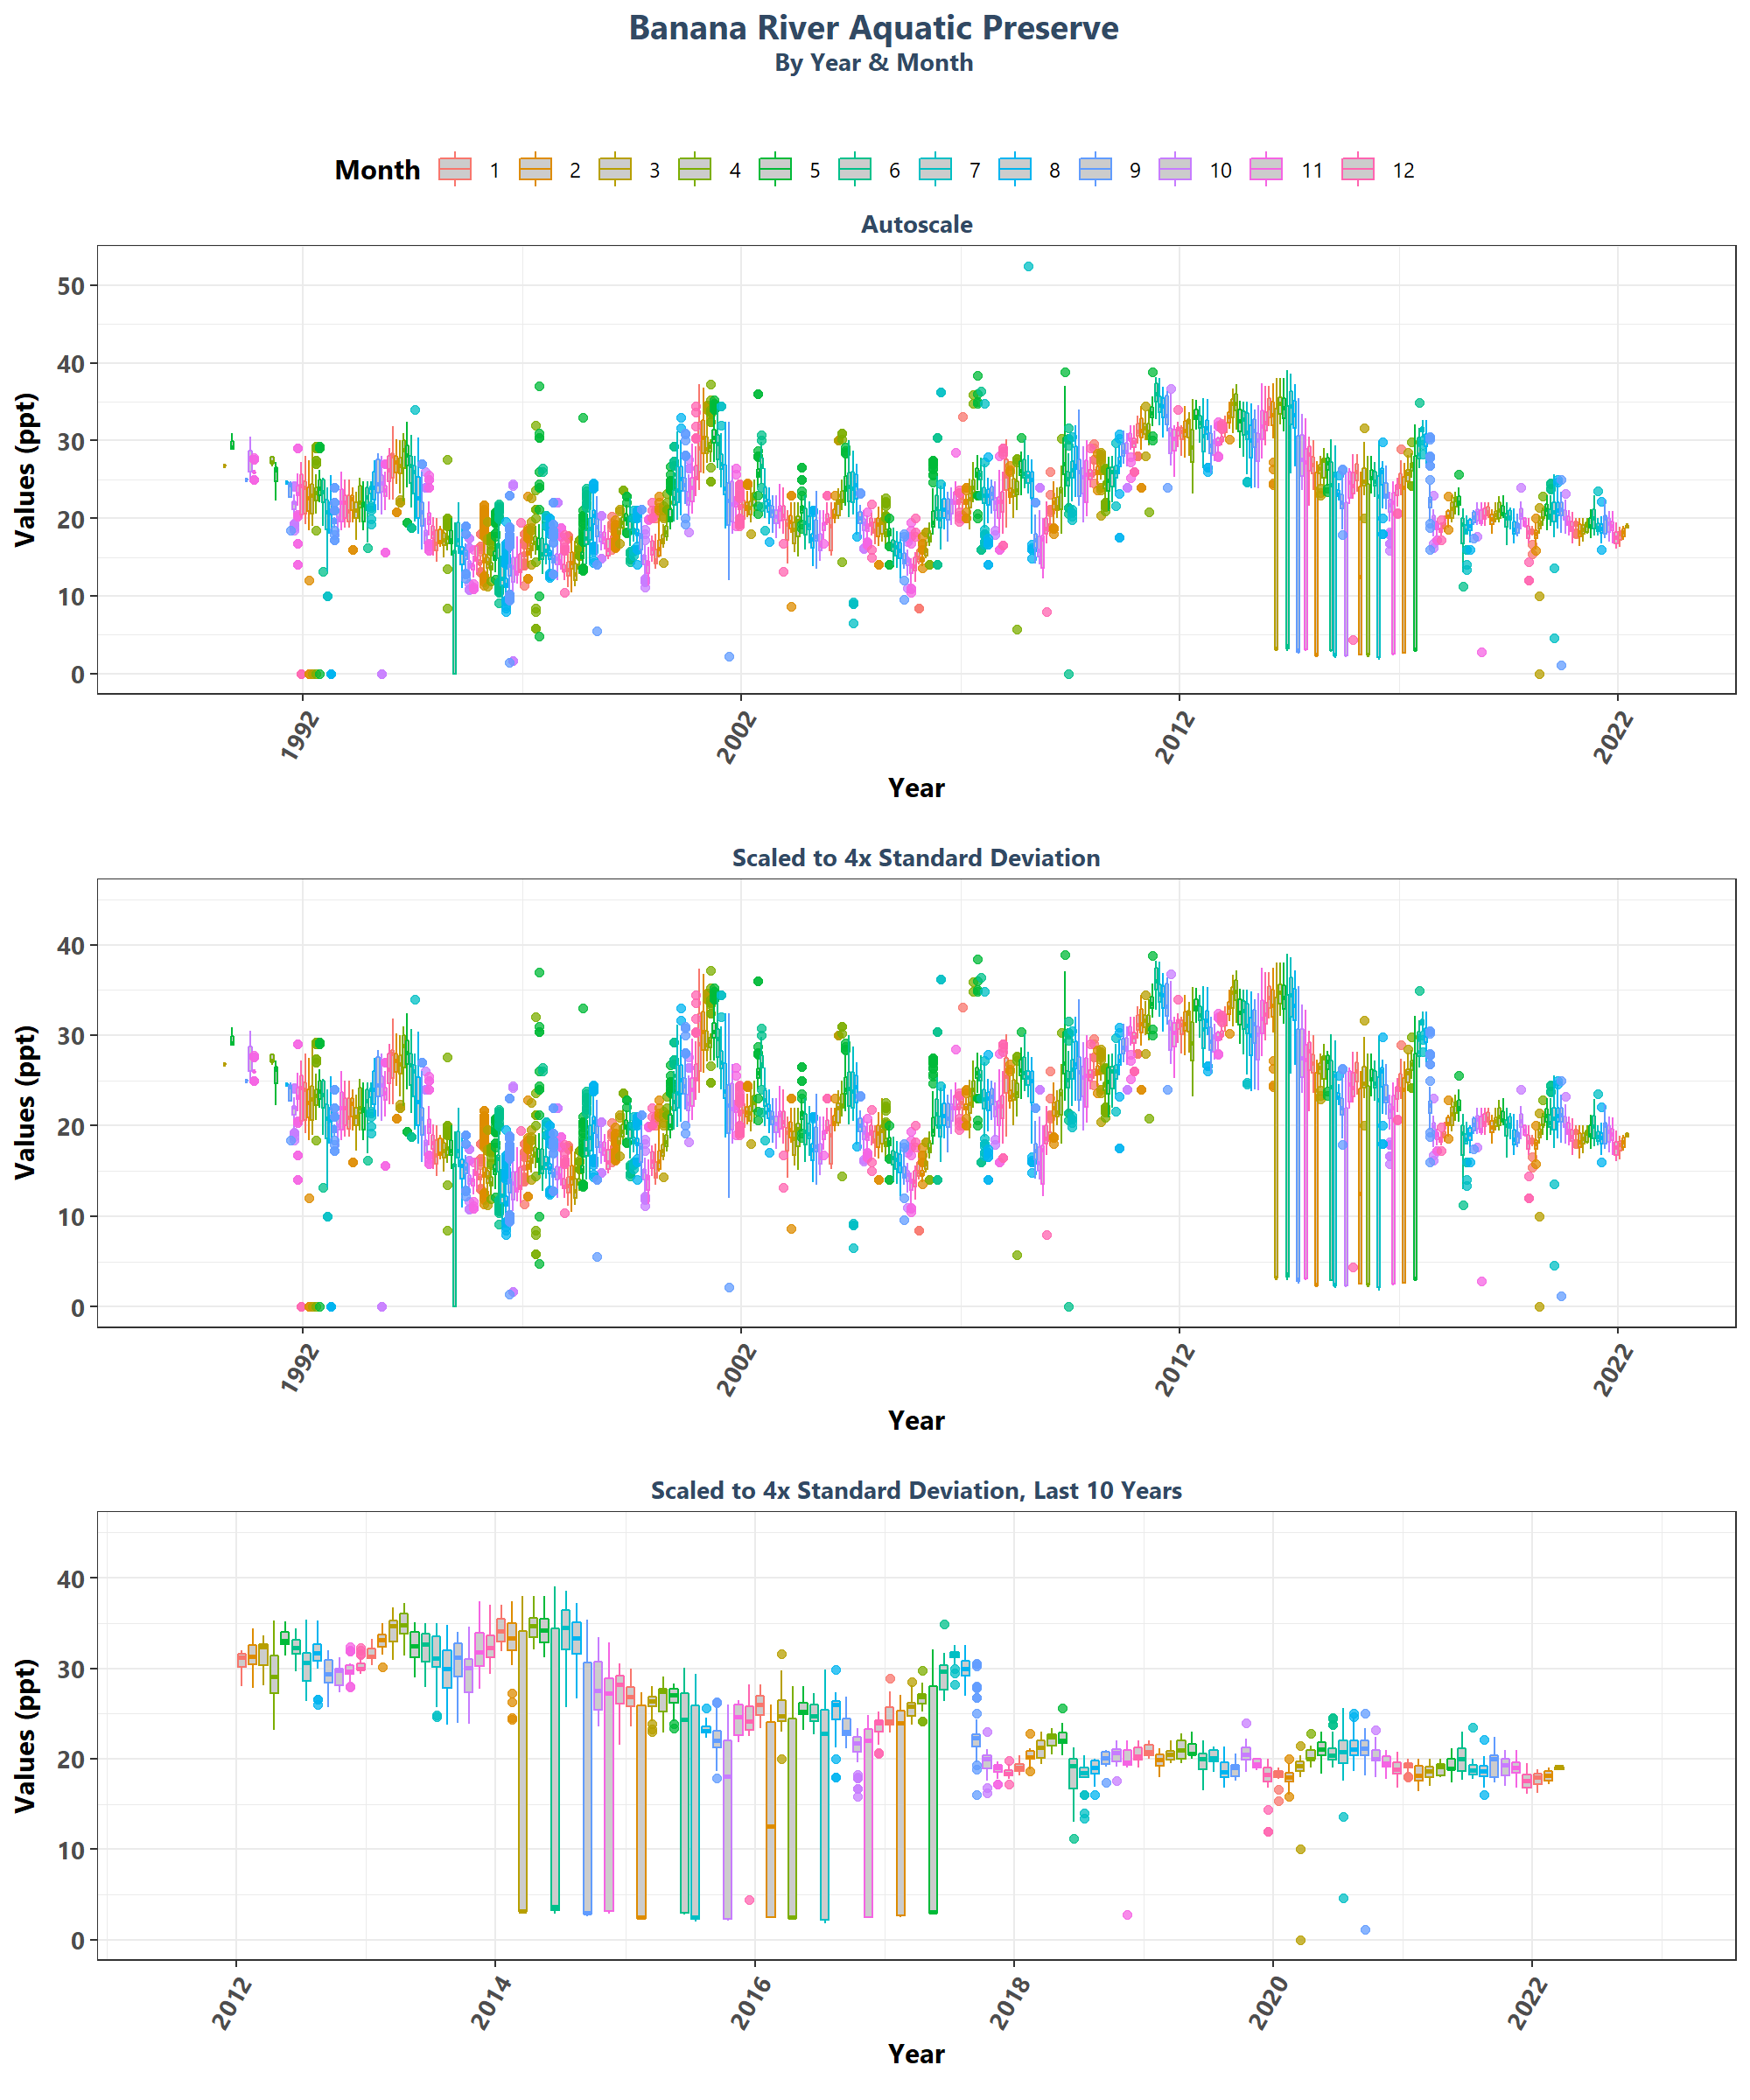 Banana River Aquatic Preserve
By Year & Month
Month 1 2 3 4 5 6 7 8 9 10 11 12
Autoscale
Values (ppt)
50
40
30
20
10
0
1992 2002 2012 2022
Year
Scaled to 4x Standard Deviation
Values (ppt)
40
30
20
10
0
1992 2002 2012 2022
Year
Scaled to 4x Standard Deviation, Last 10 Years
Values (ppt)
40
30
20
10
0
2012 2014 2016 2018 2020 2022
Year